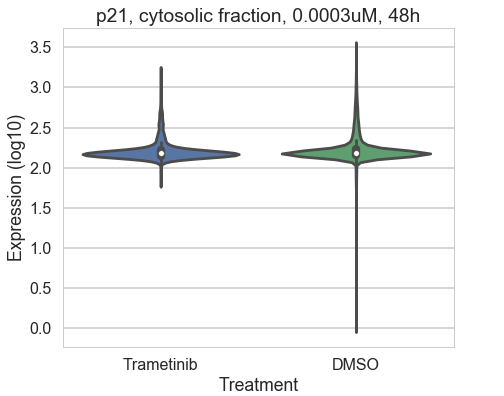 p21, cytosolic fraction, 0.0003uM, 48h
Expression (log10)
3.5
3.0
2.5
2.0
1.5
1.0
0.5
0.0
Trametinib
DMSO
Treatment